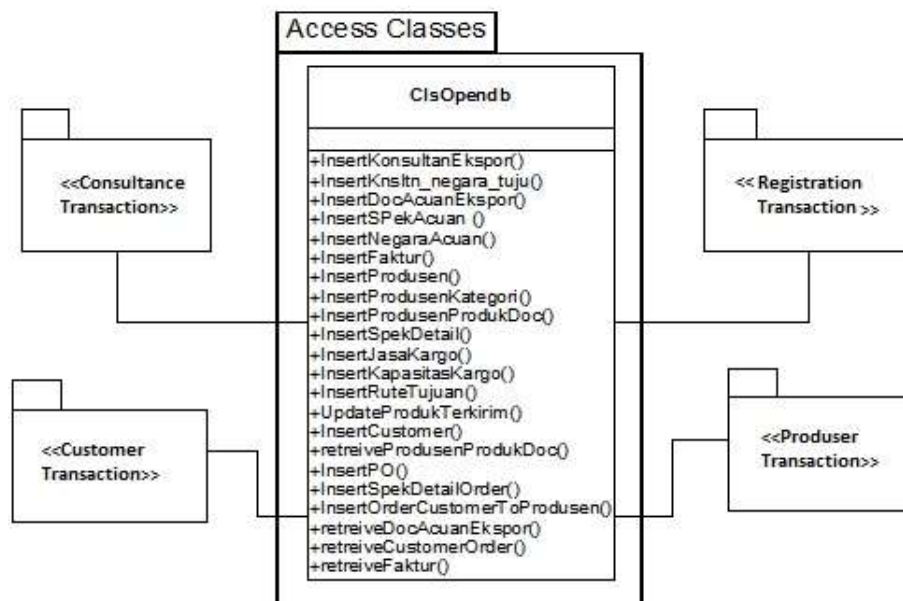 Access Classes
ClsOpendb
+InsertKonsultanEkspor()
+InsertKnsltn_negara_tuju()
+InsertDocAcuanEkspor()
+InsertSPekAcuan ()
+InsertNegaraAcuan()
+InsertFaktur()
+InsertProdusen()
+InsertProdusenKategori()
+InsertProdusenProdukDoc()
+InsertSpekDetail()
+InsertJasaKargo()
+InsertKapasitasKargo()
+InsertRuteTujuan()
+UpdateProdukTerkirim()
+InsertCustomer()
+retreiveProdusenProdukDoc()
+InsertPO()
+InsertSpekDetailOrder()
+InsertOrderCustomerToProdusen()
+retreiveDocAcuanEkspor()
+retreiveCustomerOrder()
+retreiveFaktur()
<<Consultance
Transaction>>
<< Registration
Transaction >>
<<Customer
Transaction>>
<<Produser
Transaction>>